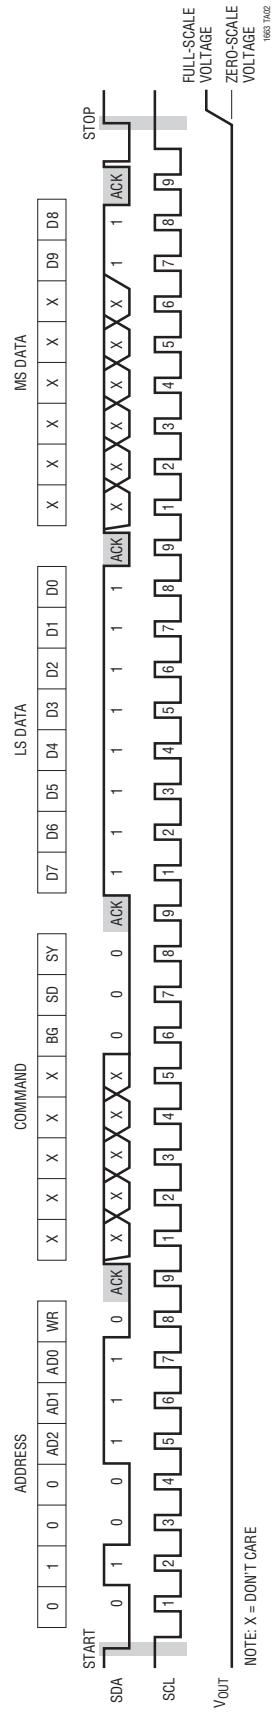 ADDRESS COMMAND LS DATA MS DATA
0 1 0 0 AD2 AD1 AD0 WR X X X X X BG SD SY D7 D6 D5 D4 D3 D2 D1 D0 X X X X X X D9 D8
START STOP
SDA 0 1 0 0 1 1 1 0 ACK X X X X X 0 0 0 ACK 1 1 1 1 1 1 1 1 ACK X X X X X X 1 1 ACK
SCL 1 2 3 4 5 6 7 8 9 1 2 3 4 5 6 7 8 9 1 2 3 4 5 6 7 8 9 1 2 3 4 5 6 7 8 9
FULL-SCALE
VOLTAGE
VOUT
ZERO-SCALE
VOLTAGE
NOTE: X = DON'T CARE
1663 TA02